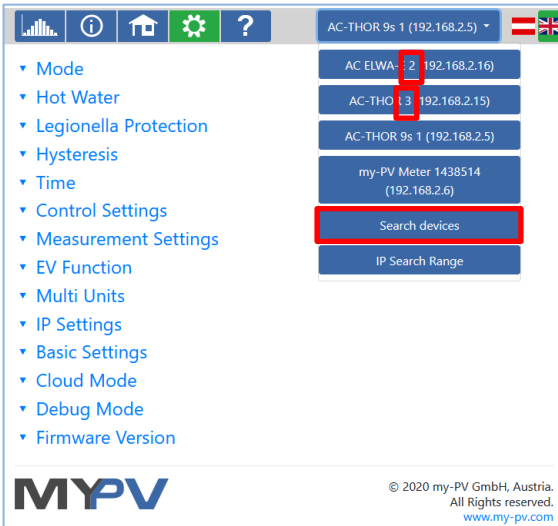 ?
AC-THOR 9s 1 (192.168.2.5)
Mode
Hot Water
Legionella Protection
Hysteresis
Time
Control Settings
Measurement Settings
EV Function
Multi Units
IP Settings
Basic Settings
Cloud Mode
Debug Mode
Firmware Version
AC ELWA-E 2 (192.168.2.16)
AC-THOR 3 (192.168.2.15)
AC-THOR 9s 1 (192.168.2.5)
my-PV Meter 1438514
(192.168.2.6)
Search devices
IP Search Range
MYPV
© 2020 my-PV GmbH, Austria.
All Rights reserved.
www.my-pv.com